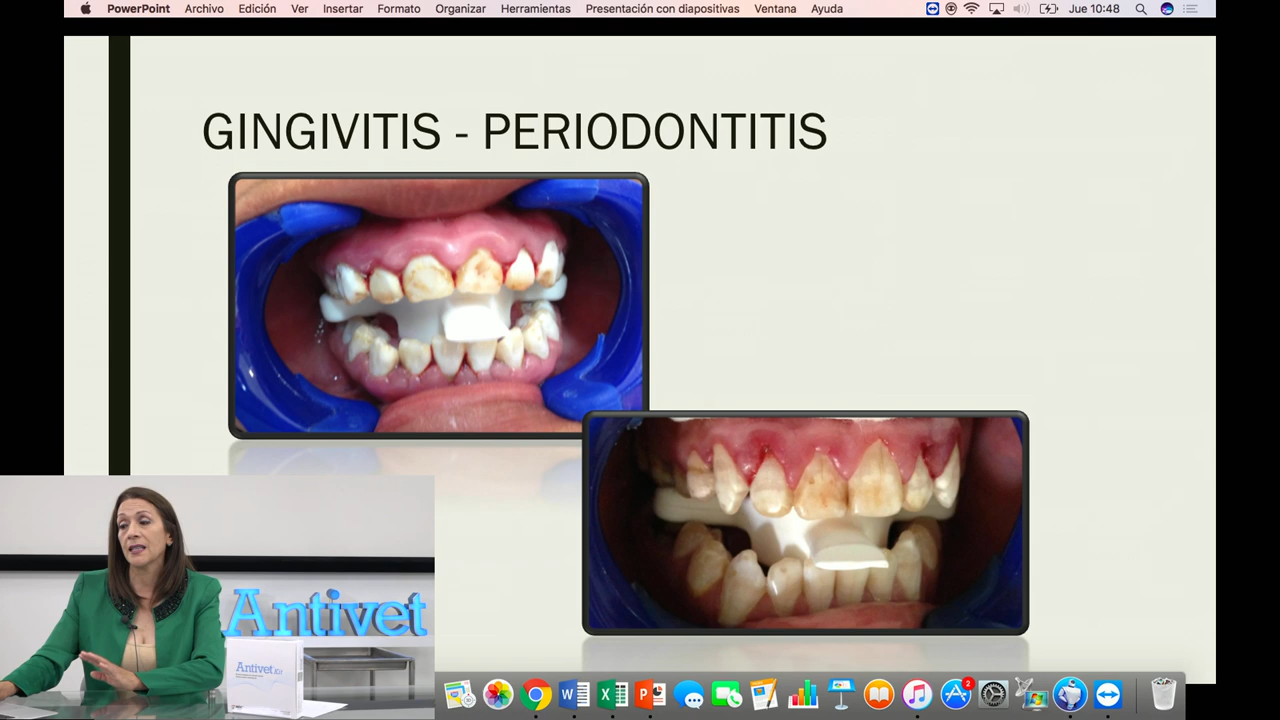 PowerPoint Archivo Edición Ver Insertar Formato Organizar Herramientas Presentación con diapositivas Ventana Ayuda Jue 10:48
GINGIVITIS - PERIODONTITIS
Antivet
Antivet
2